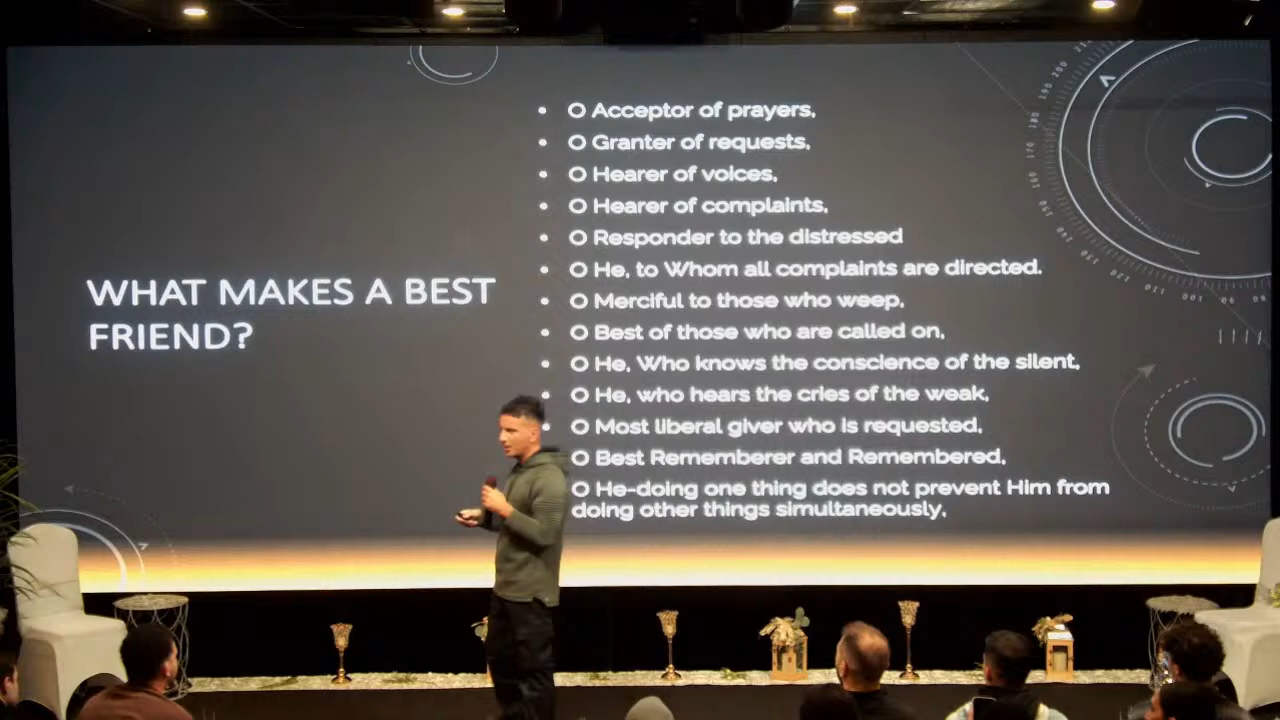 WHAT MAKES A BEST
FRIEND?
• O Acceptor of prayers,
• O Granter of requests,
• O Hearer of voices,
• O Hearer of complaints,
• O Responder to the distressed
• O He, to Whom all complaints are directed.
• O Merciful to those who weep,
• O Best of those who are called on,
• O He, Who knows the conscience of the silent,
• O He, who hears the cries of the weak,
• O Most liberal giver who is requested,
O Best Rememberer and Remembered,
O He-doing one thing does not prevent Him from
doing other things simultaneously,